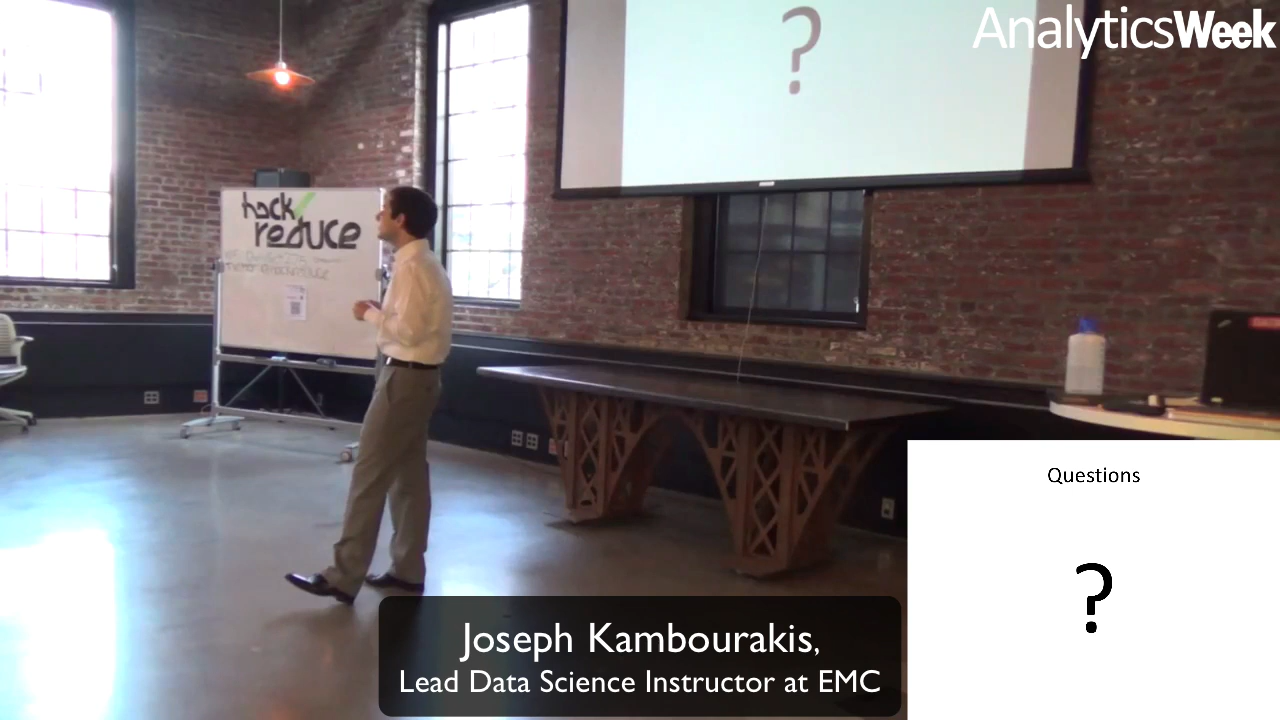 AnalyticsWeek
?
hack/
reduce
Questions
?
Joseph Kambourakis,
Lead Data Science Instructor at EMC